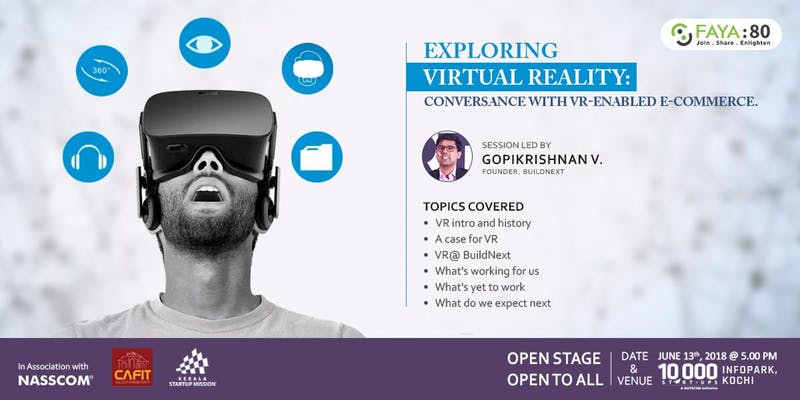 FAYA:80
Join . Share . Enlighten
EXPLORING
VIRTUAL REALITY:
CONVERSANCE WITH VR-ENABLED E-COMMERCE.
360°
SESSION LED BY
GOPIKRISHNAN V.
FOUNDER, BUILDNEXT
TOPICS COVERED
• VR intro and history
• A case for VR
• VR@ BuildNext
• What's working for us
• What's yet to work
• What do we expect next
In Association with
NASSCOM®
CAFIT
KERALA
STARTUP MISSION
OPEN STAGE
OPEN TO ALL
DATE
&
VENUE
JUNE 13th, 2018 @ 5.00 PM
10,000
START-UPS
A NASSCOM Initiative
INFOPARK,
KOCHI